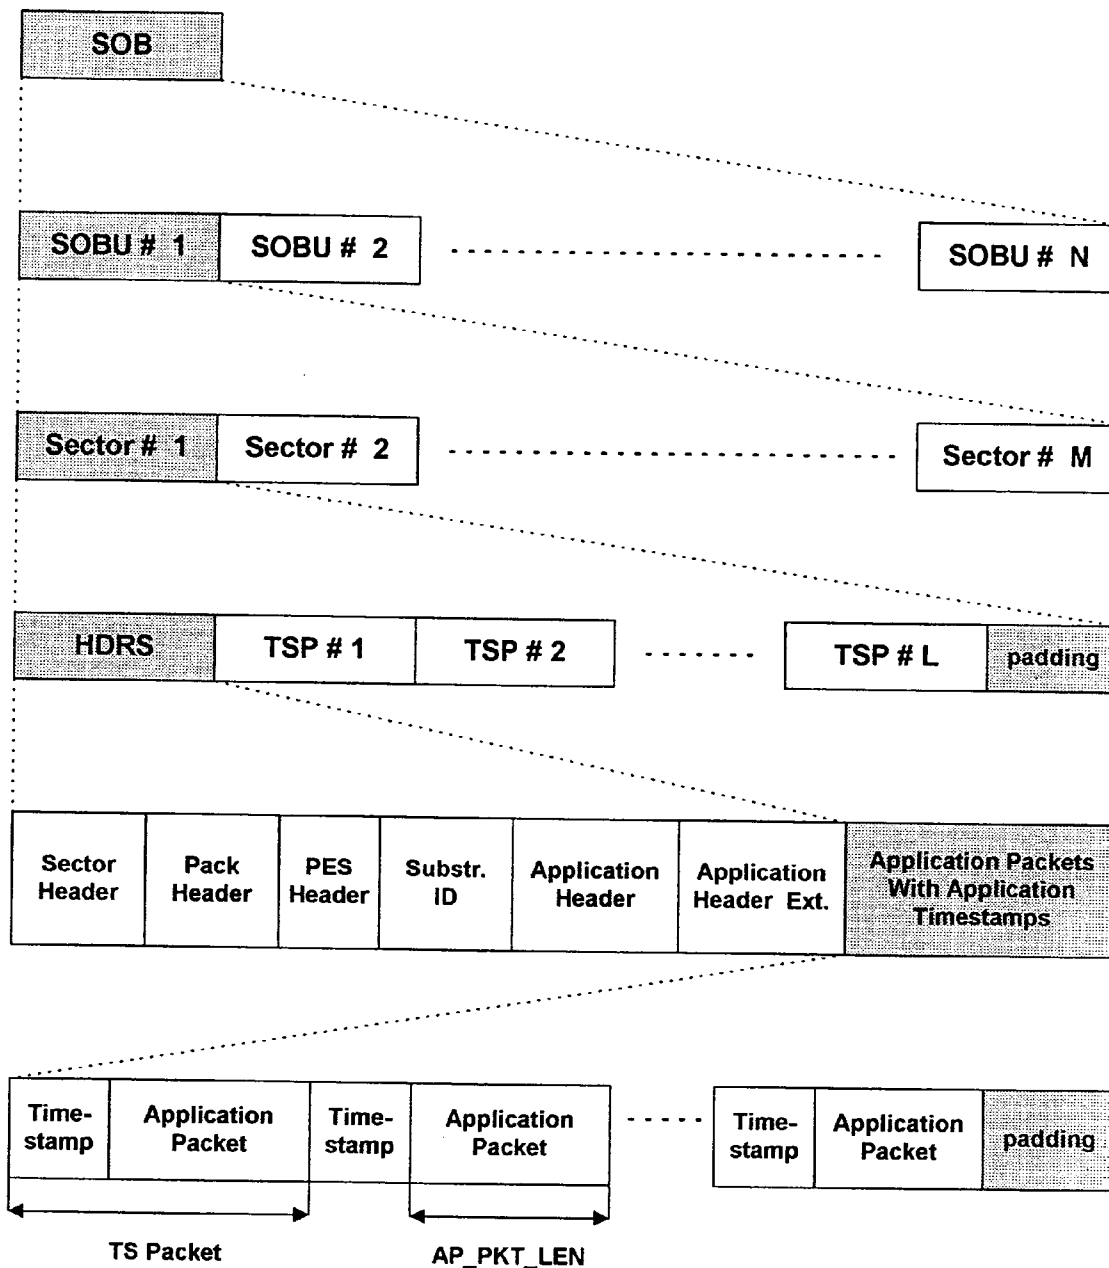 SOB
SOBU # 1 SOBU # 2 SOBU # N
Sector # 1 Sector # 2 Sector # M
HDRS TSP # 1 TSP # 2 TSP # L padding
Sector Header
Pack Header
PES Header
Substr. ID
Application Header
Application Header Ext.
Application Packets With Application Timestamps
Time-
stamp
Application
Packet
Time-
stamp
Application
Packet
Time-
stamp
Application
Packet
padding
TS Packet AP_PKT_LEN